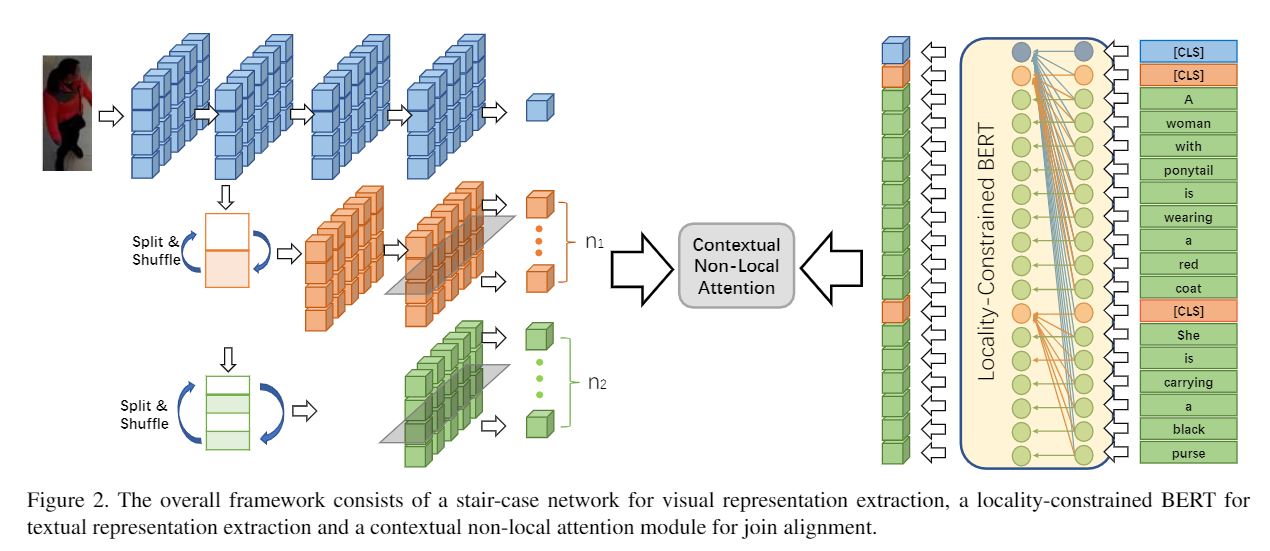 Split &
Shuffle
n1
Split &
Shuffle
n2
Contextual
Non-Local
Attention
Locality-Constrained BERT
[CLS]
[CLS]
A
woman
with
ponytail
is
wearing
a
red
coat
[CLS]
She
is
carrying
a
black
purse
Figure 2. The overall framework consists of a stair-case network for visual representation extraction, a locality-constrained BERT for
textual representation extraction and a contextual non-local attention module for join alignment.